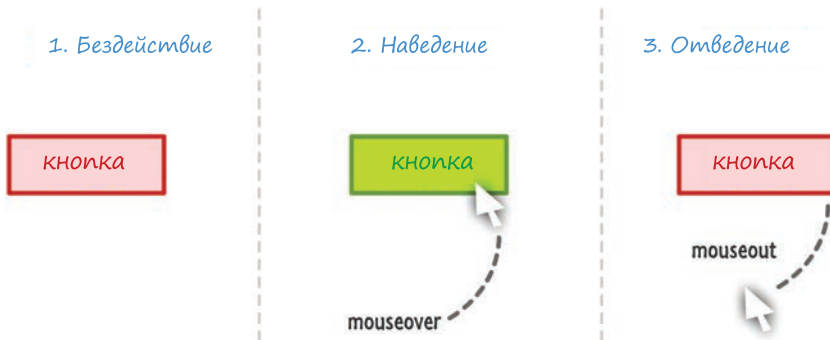 1. Бездействие
2. Наведение
3. Отведение
кнопка
кнопка
кнопка
mouseout
mouseover